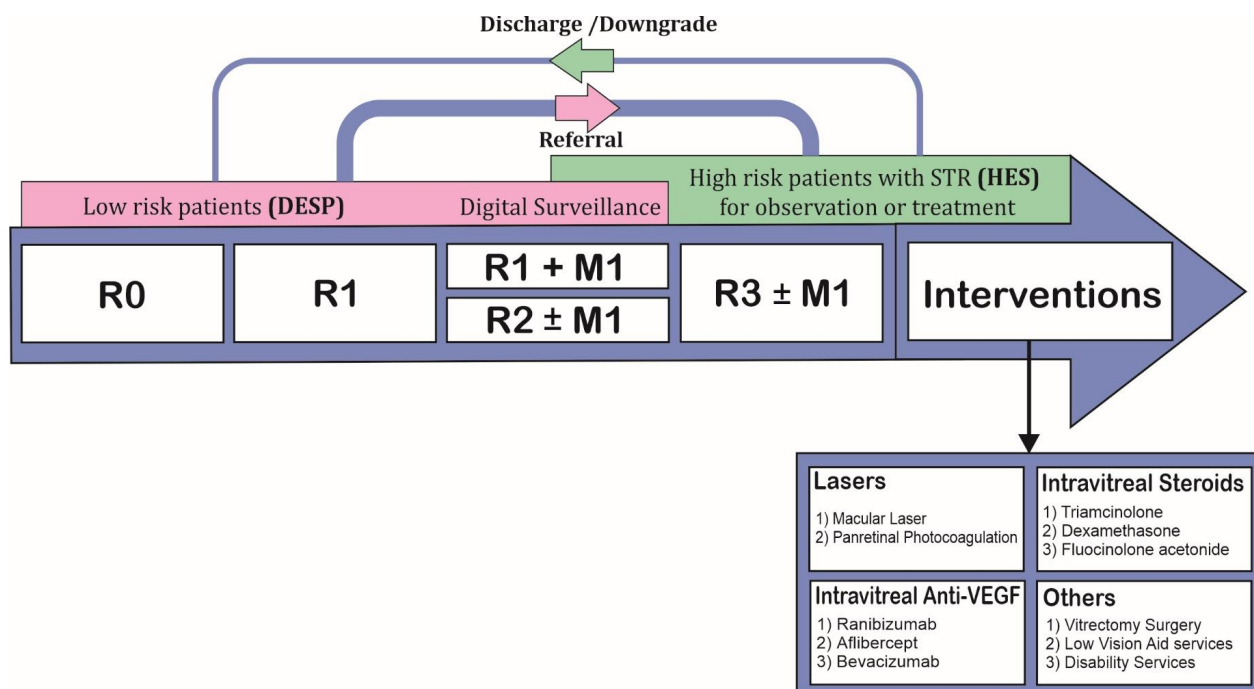 Discharge /Downgrade
Referral
High risk patients with STR (HES)
for observation or treatment
Low risk patients (DESP)
Digital Surveillance
R0
R1
R1 + M1
R2 ± M1
R3 ± M1
Interventions
Lasers
1) Macular Laser
2) Panretinal Photocoagulation
Intravitreal Steroids
1) Triamcinolone
2) Dexamethasone
3) Fluocinolone acetonide
Intravitreal Anti-VEGF
1) Ranibizumab
2) Aflibercept
3) Bevacizumab
Others
1) Vitrectomy Surgery
2) Low Vision Aid services
3) Disability Services